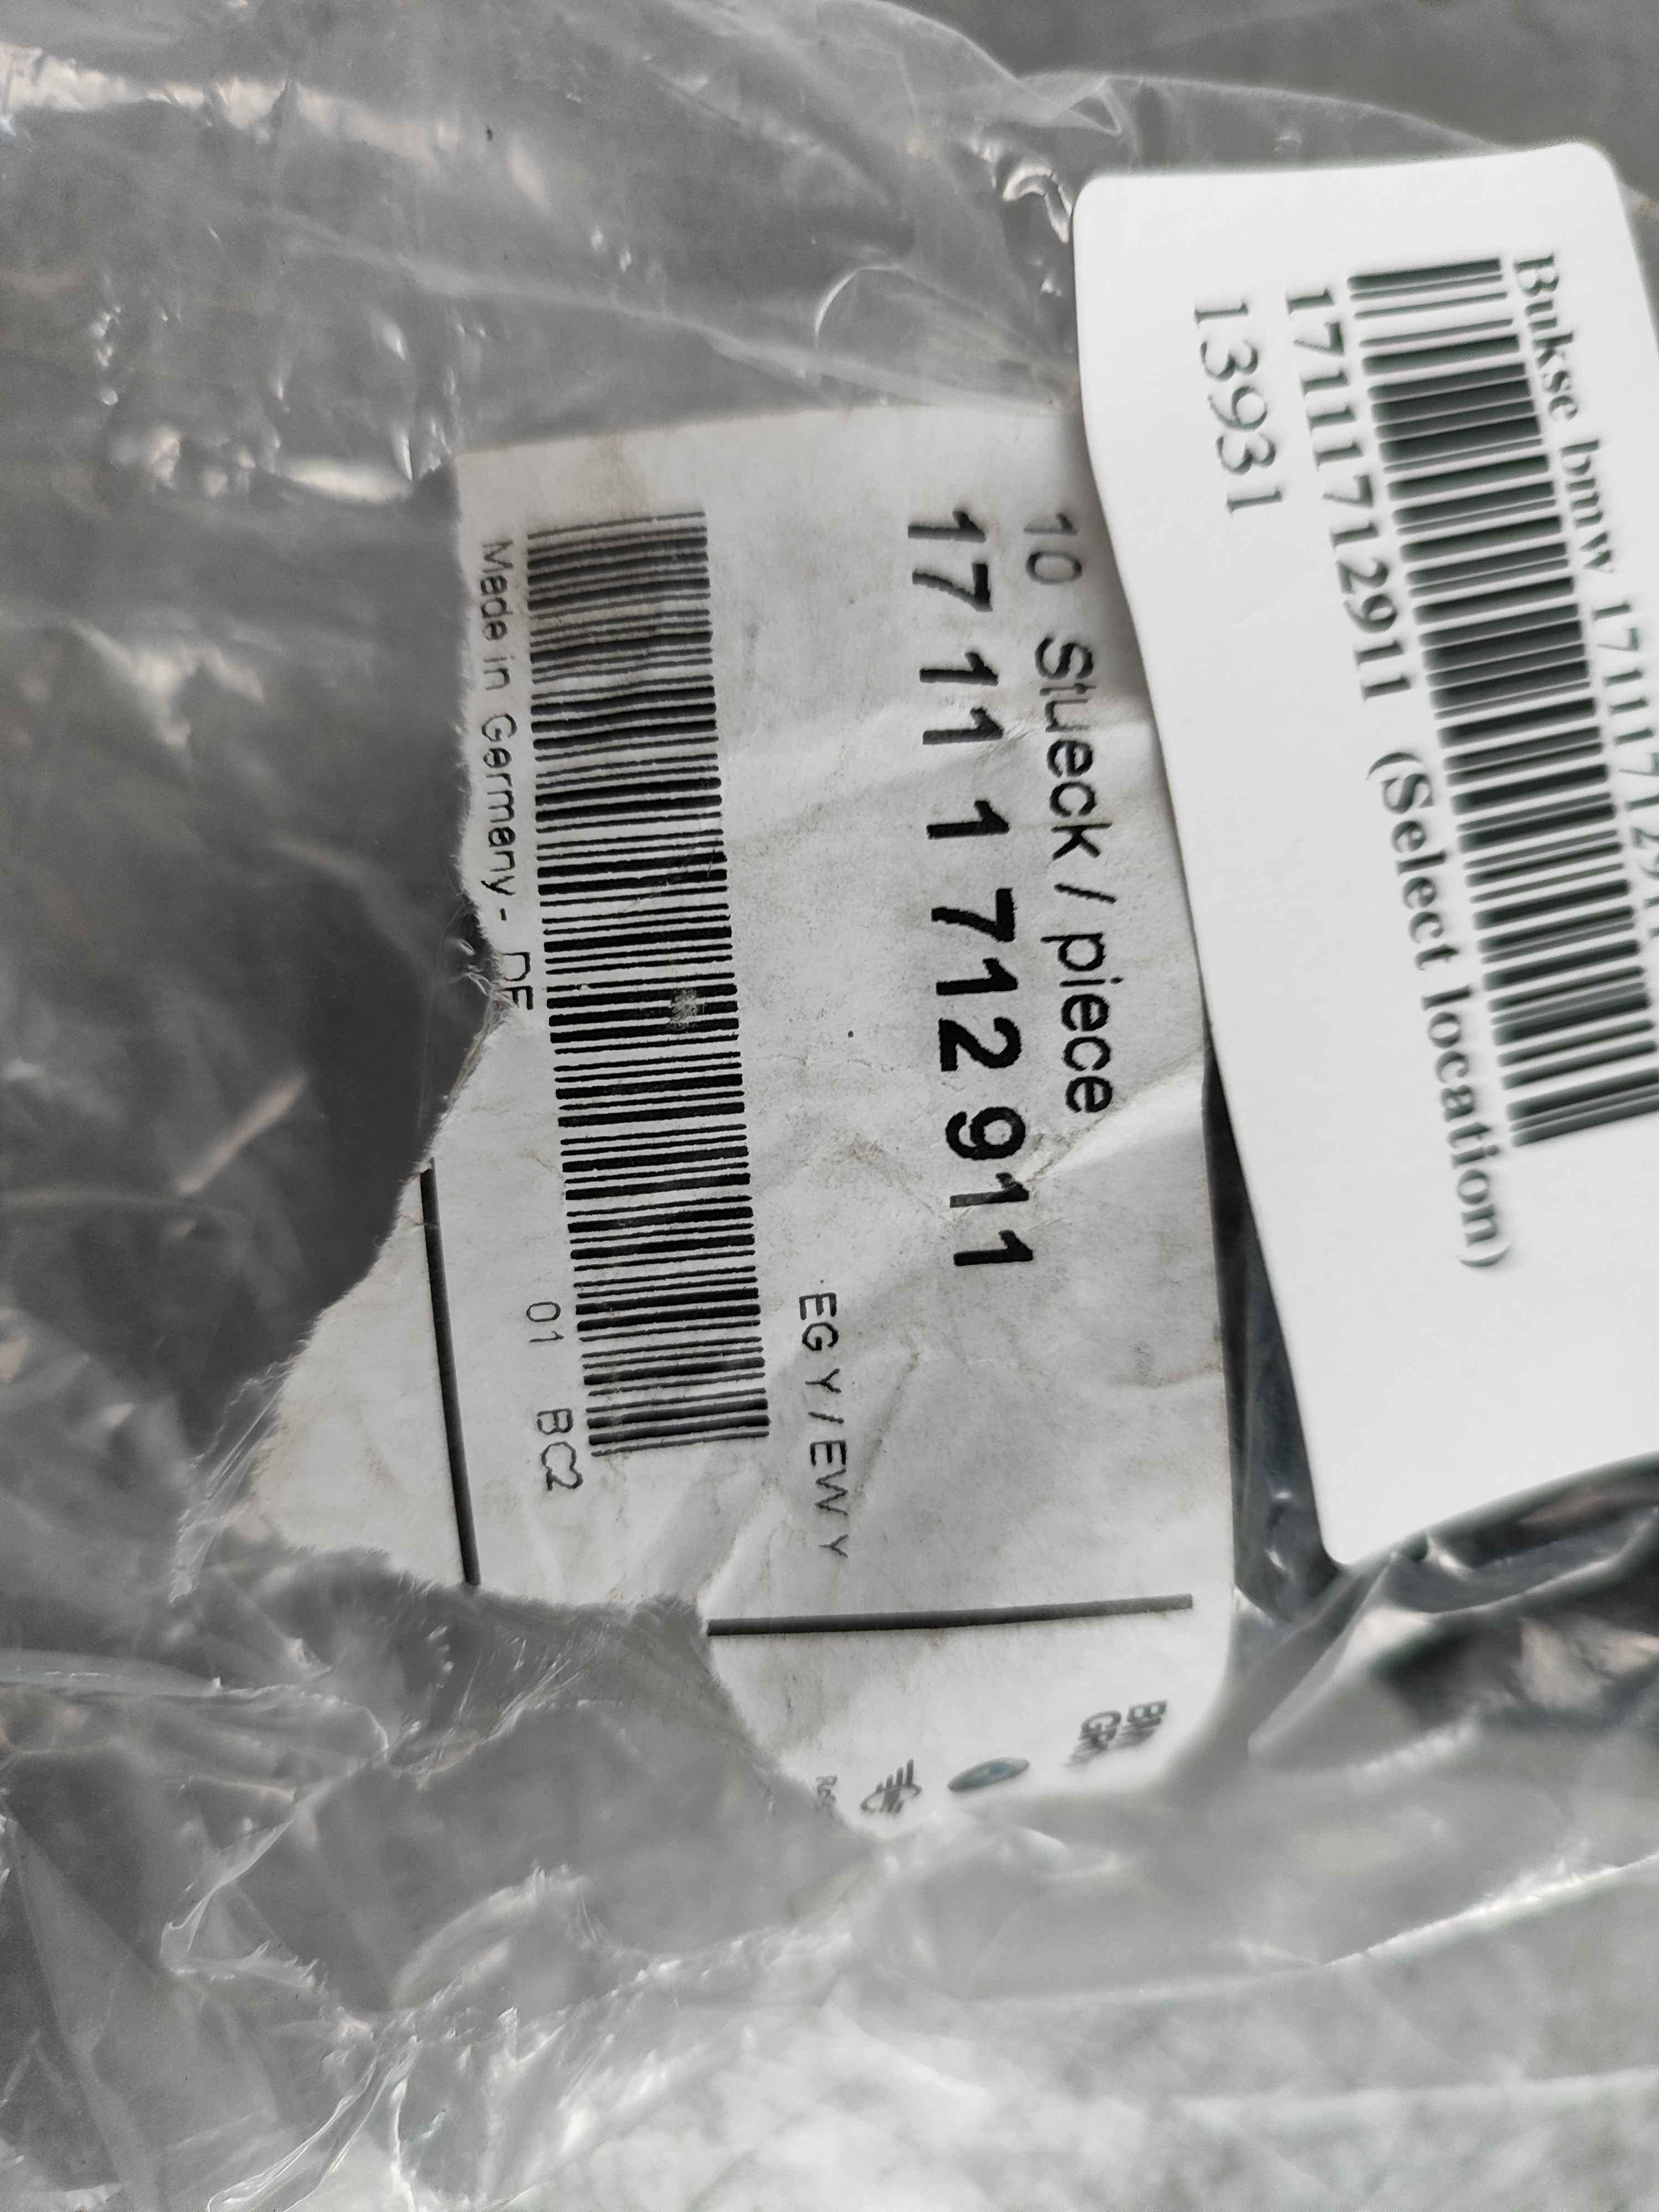 Bukse bmw 17111712911
17111712911 (Select location)
13931
10 Stueck / piece
17 11 1 712 911
EG Y / EW Y
01 BC2
Made in Germany - DE